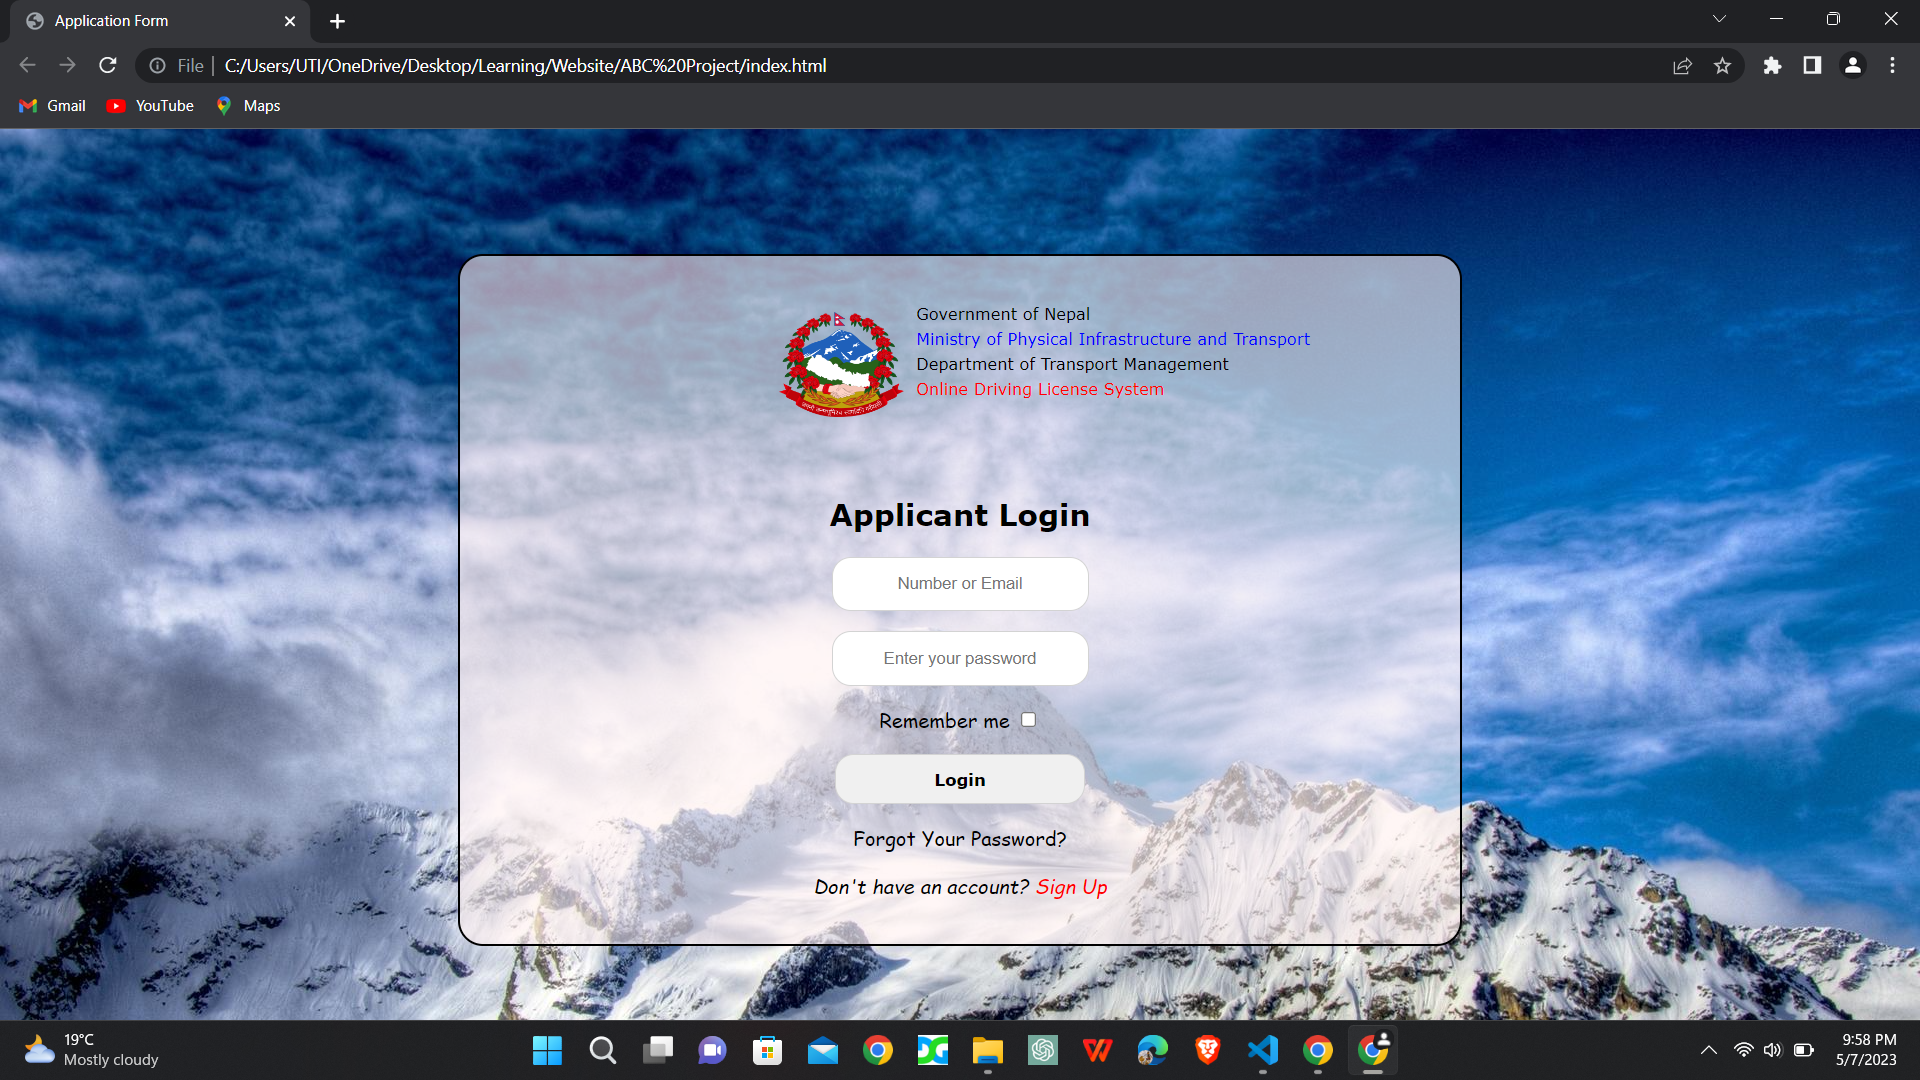 Application Form
File
C:/Users/UTI/OneDrive/Desktop/Learning/Website/ABC%20Project/index.html
Gmail
YouTube
Maps
Government of Nepal
Ministry of Physical Infrastructure and Transport
Department of Transport Management
Online Driving License System
Applicant Login
Number or Email
Enter your password
Remember me
Login
Forgot Your Password?
Don't have an account? Sign Up
19°C
Mostly cloudy
9:58 PM
5/7/2023